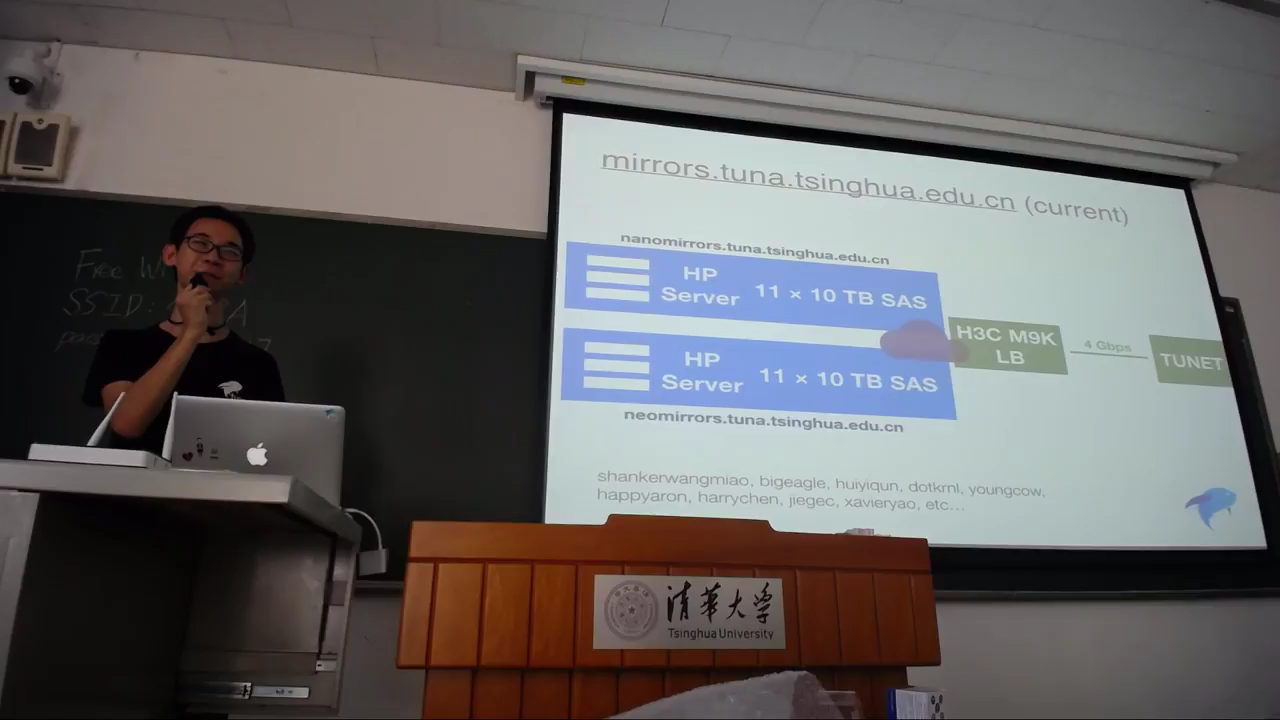 Free Wi
SSID:
mirrors.tuna.tsinghua.edu.cn (current)
nanomirrors.tuna.tsinghua.edu.cn
HP
Server
11 × 10 TB SAS
HP
Server
11 × 10 TB SAS
neomirrors.tuna.tsinghua.edu.cn
H3C M9K
LB
4 Gbps
TUNET
shankerwangmiao, bigeagle, huiyiqun, dotkrnl, youngcow,
happyaron, harrychen, jiegec, xavieryao, etc...
清华大学
Tsinghua University